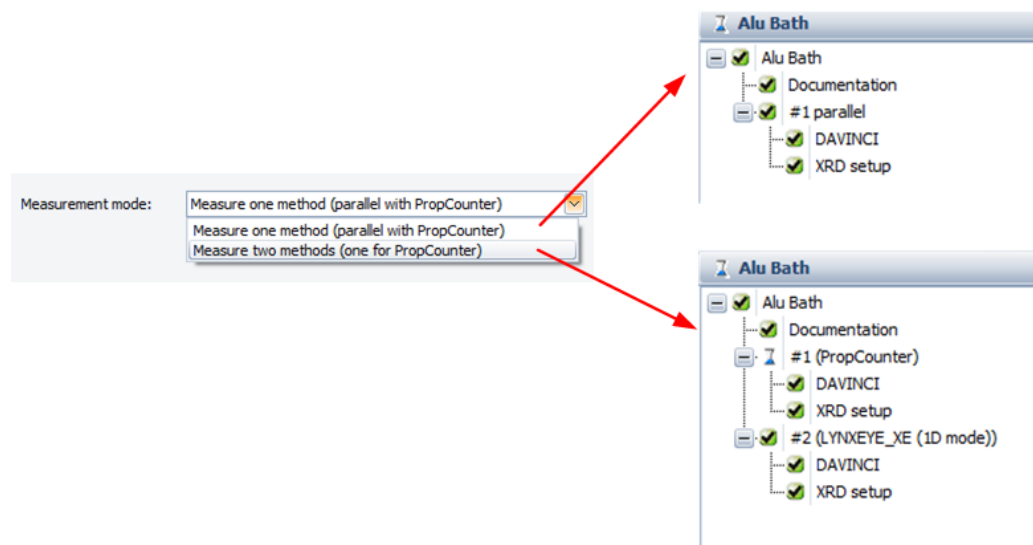 Measurement mode:
Measure one method (parallel with PropCounter)
Measure one method (parallel with PropCounter)
Measure two methods (one for PropCounter)
Alu Bath
Alu Bath
Documentation
#1 parallel
DAVINCI
XRD setup
Alu Bath
Alu Bath
Documentation
#1 (PropCounter)
DAVINCI
XRD setup
#2 (LYNXEYE_XE (1D mode))
DAVINCI
XRD setup